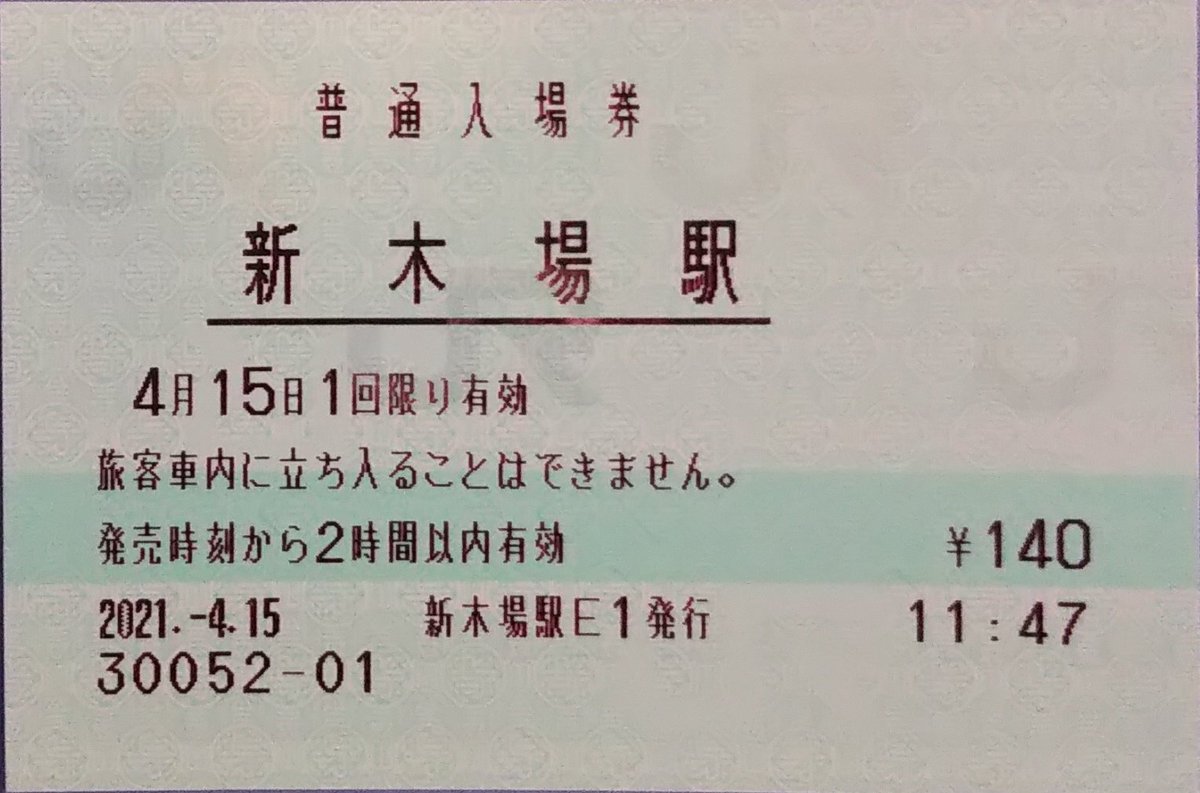 普通入場券
新木場駅
4月15日1回限り有効
旅客車内に立ち入ることはできません。
発売時刻から2時間以内有効 ¥140
2021.-4.15 新木場駅E1発行 11:47
30052-01